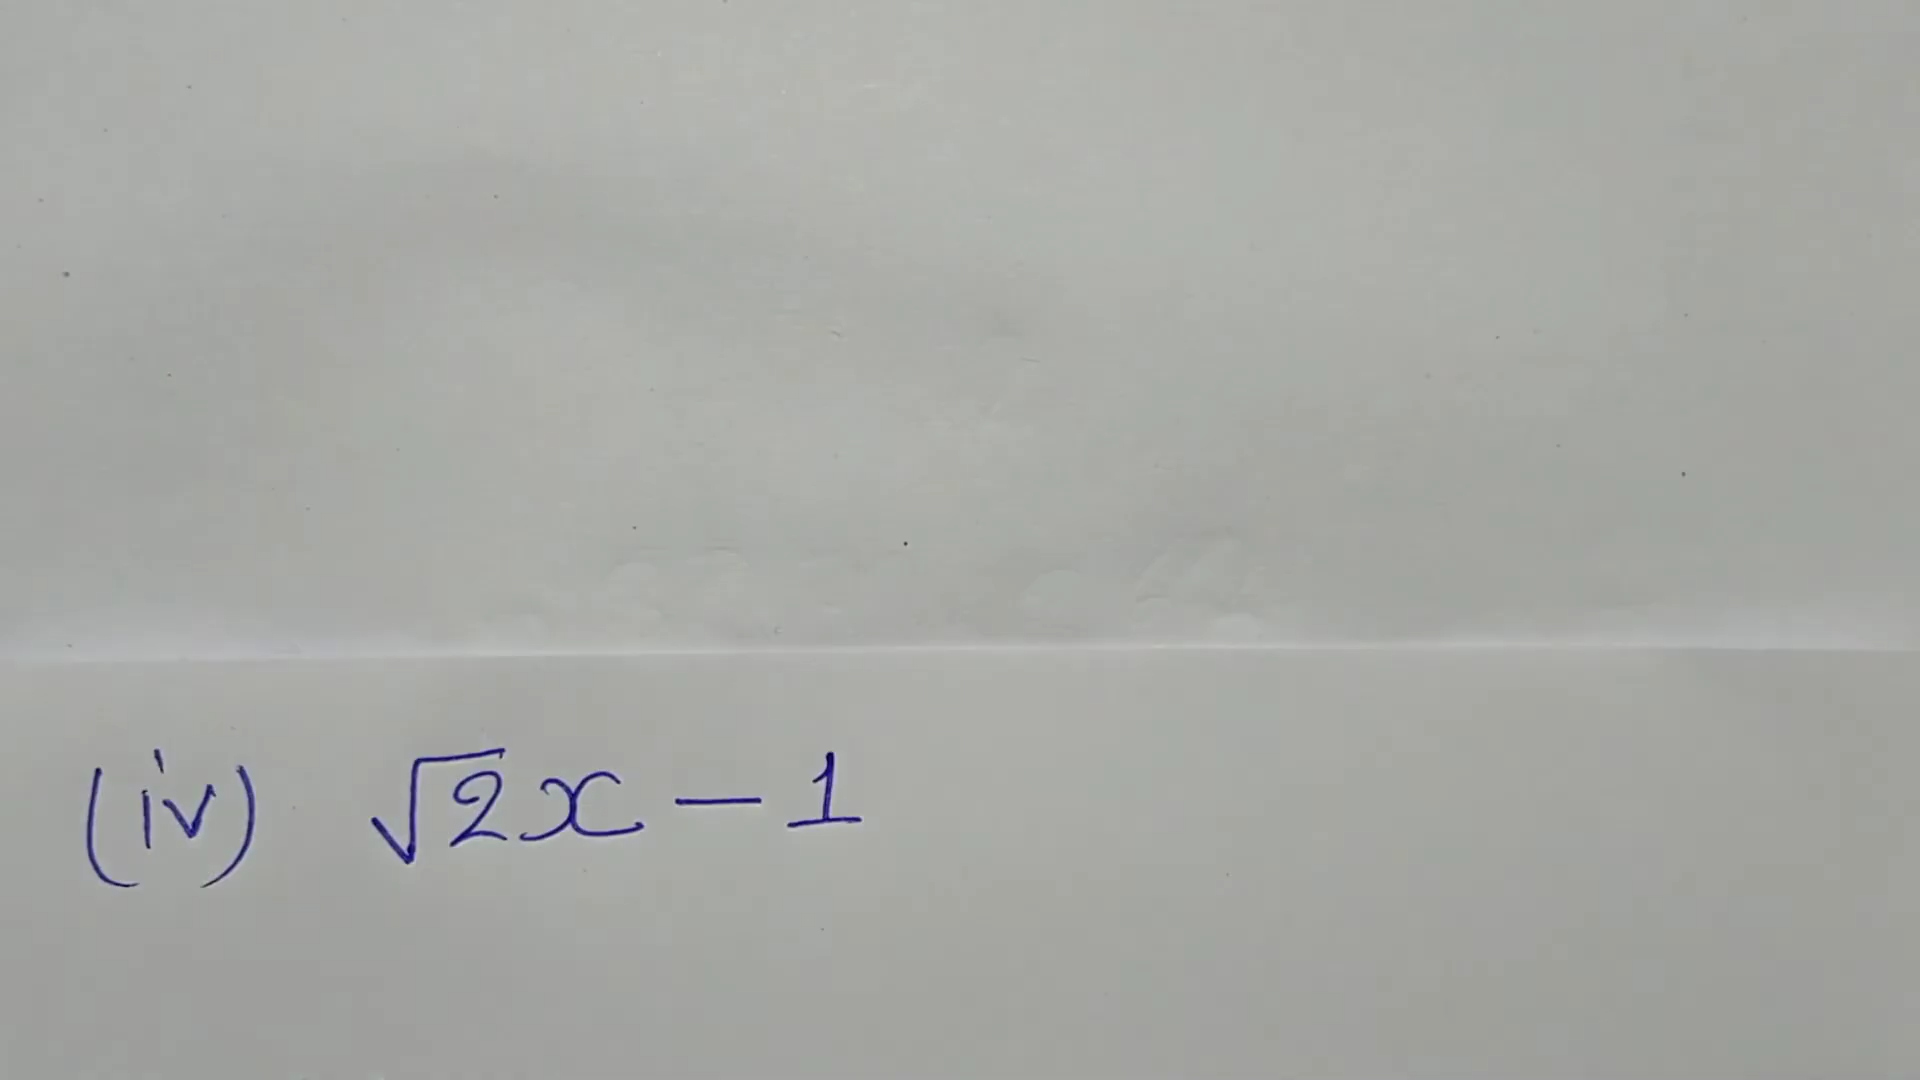 (iv) √2x - 1